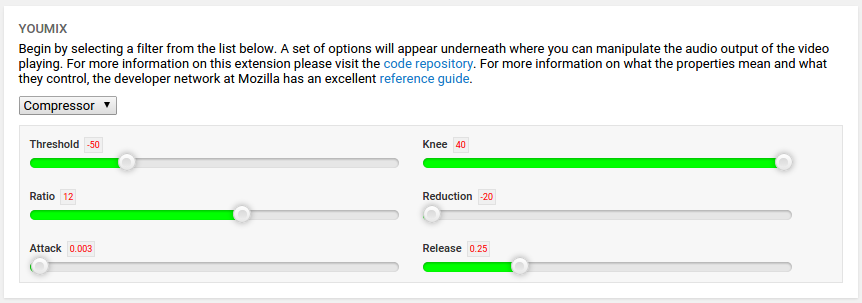 YOUMIX
Begin by selecting a filter from the list below. A set of options will appear underneath where you can manipulate the audio output of the video
playing. For more information on this extension please visit the code repository. For more information on what the properties mean and what
they control, the developer network at Mozilla has an excellent reference guide.
Compressor
Threshold -50
Knee 40
Ratio 12
Reduction -20
Attack 0.003
Release 0.25